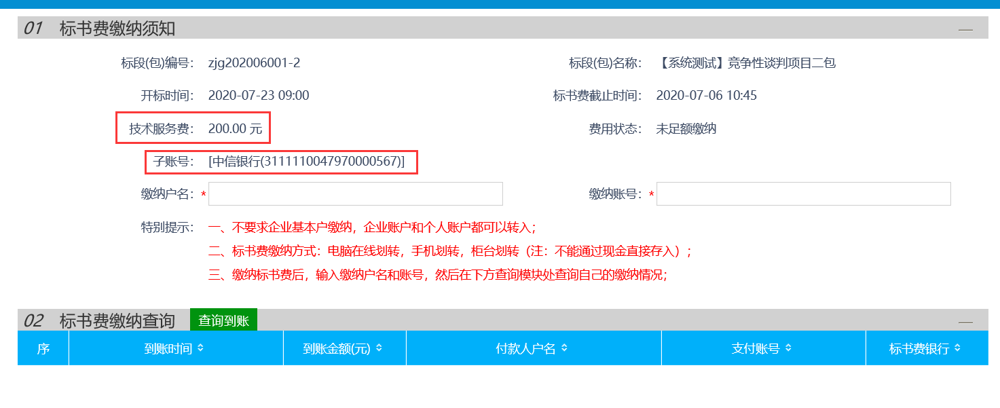 01 标书费缴纳须知
标段(包)编号： zjg202006001-2 标段(包)名称： 【系统测试】竞争性谈判项目二包
开标时间： 2020-07-23 09:00 标书费截止时间： 2020-07-06 10:45
技术服务费： 200.00 元 费用状态： 未足额缴纳
子账号： [中信银行(3111110047970000567)]
缴纳户名：* 缴纳账号：*
特别提示： 一、不要求企业基本户缴纳，企业账户和个人账户都可以转入；
二、标书费缴纳方式：电脑在线划转，手机划转，柜台划转（注：不能通过现金直接存入）；
三、缴纳标书费后，输入缴纳户名和账号，然后在下方查询模块处查询自己的缴纳情况；
02 标书费缴纳查询 查询到账
序 到账时间 到账金额(元) 付款人户名 支付账号 标书费银行